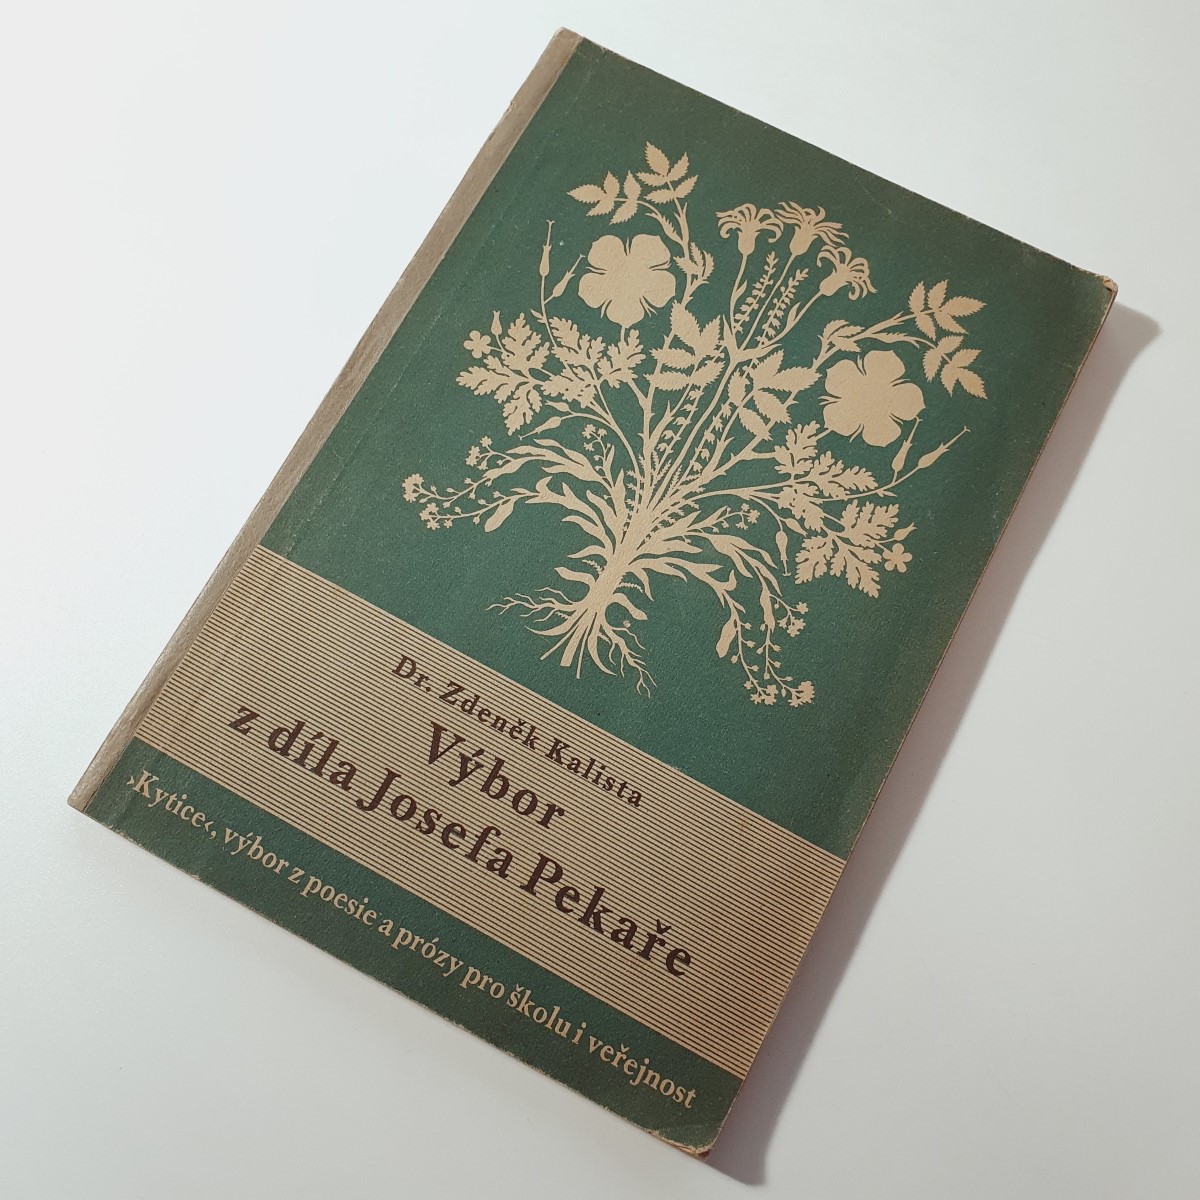 Dr. Zdeněk Kalista
Výbor
z díla Josefa Pekaře
›Kytice‹, výbor z poesie a prózy pro školu i veřejnost